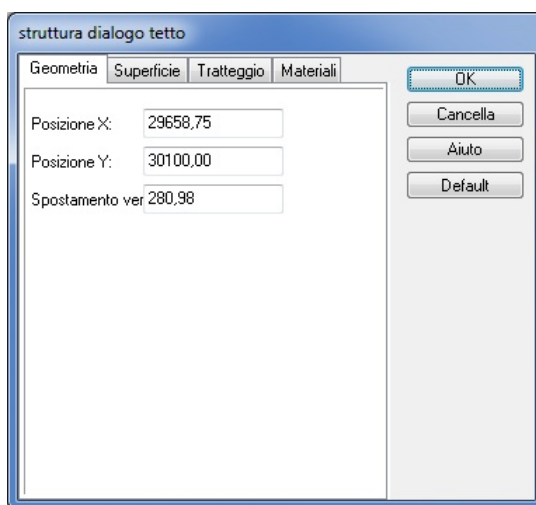 struttura dialogo tetto
Geometria Superficie Tratteggio Materiali
OK
Cancella
Aiuto
Default
Posizione X: 29658,75
Posizione Y: 30100,00
Spostamento ver 280,98